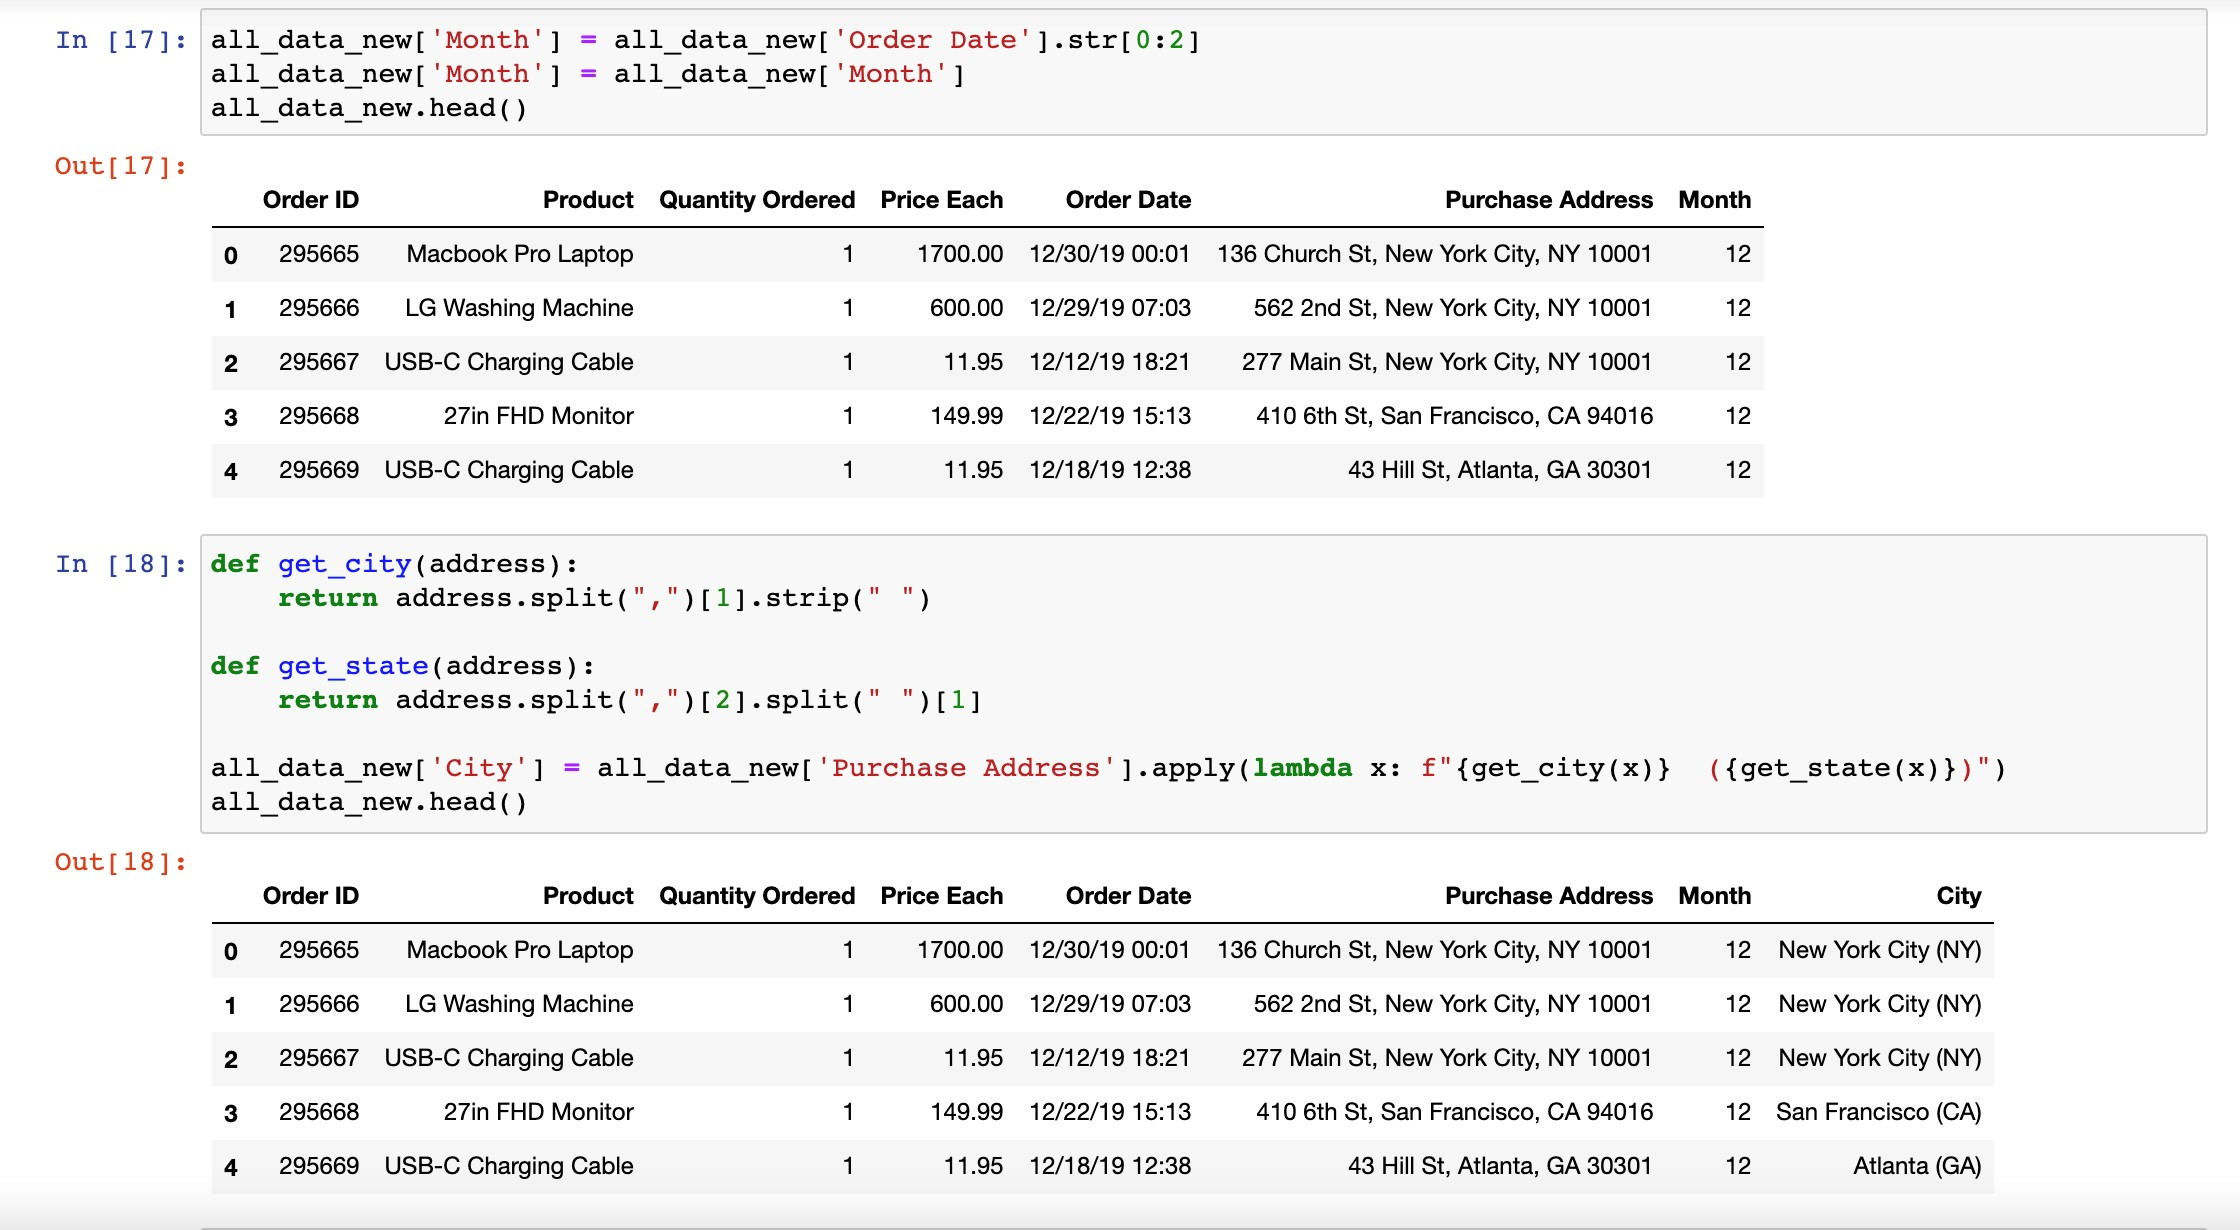 In [17]: all_data_new['Month'] = all_data_new['Order Date'].str[0:2]
all_data_new['Month'] = all_data_new['Month']
all_data_new.head()
Out[17]:
Order ID Product Quantity Ordered Price Each Order Date Purchase Address Month
0 295665 Macbook Pro Laptop 1 1700.00 12/30/19 00:01 136 Church St, New York City, NY 10001 12
1 295666 LG Washing Machine 1 600.00 12/29/19 07:03 562 2nd St, New York City, NY 10001 12
2 295667 USB-C Charging Cable 1 11.95 12/12/19 18:21 277 Main St, New York City, NY 10001 12
3 295668 27in FHD Monitor 1 149.99 12/22/19 15:13 410 6th St, San Francisco, CA 94016 12
4 295669 USB-C Charging Cable 1 11.95 12/18/19 12:38 43 Hill St, Atlanta, GA 30301 12
In [18]: def get_city(address):
    return address.split(",")[1].strip(" ")
def get_state(address):
    return address.split(",")[2].split(" ")[1]
all_data_new['City'] = all_data_new['Purchase Address'].apply(lambda x: f"{get_city(x)}  ({get_state(x)})")
all_data_new.head()
Out[18]:
Order ID Product Quantity Ordered Price Each Order Date Purchase Address Month City
0 295665 Macbook Pro Laptop 1 1700.00 12/30/19 00:01 136 Church St, New York City, NY 10001 12 New York City (NY)
1 295666 LG Washing Machine 1 600.00 12/29/19 07:03 562 2nd St, New York City, NY 10001 12 New York City (NY)
2 295667 USB-C Charging Cable 1 11.95 12/12/19 18:21 277 Main St, New York City, NY 10001 12 New York City (NY)
3 295668 27in FHD Monitor 1 149.99 12/22/19 15:13 410 6th St, San Francisco, CA 94016 12 San Francisco (CA)
4 295669 USB-C Charging Cable 1 11.95 12/18/19 12:38 43 Hill St, Atlanta, GA 30301 12 Atlanta (GA)